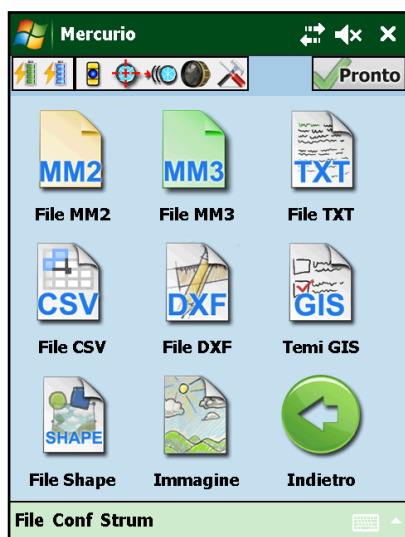 Mercurio
Pronto
MM2 MM3 TXT
File MM2 File MM3 File TXT
CSV DXF GIS
File CSV File DXF Temi GIS
SHAPE
File Shape Immagine Indietro
File Conf Strum